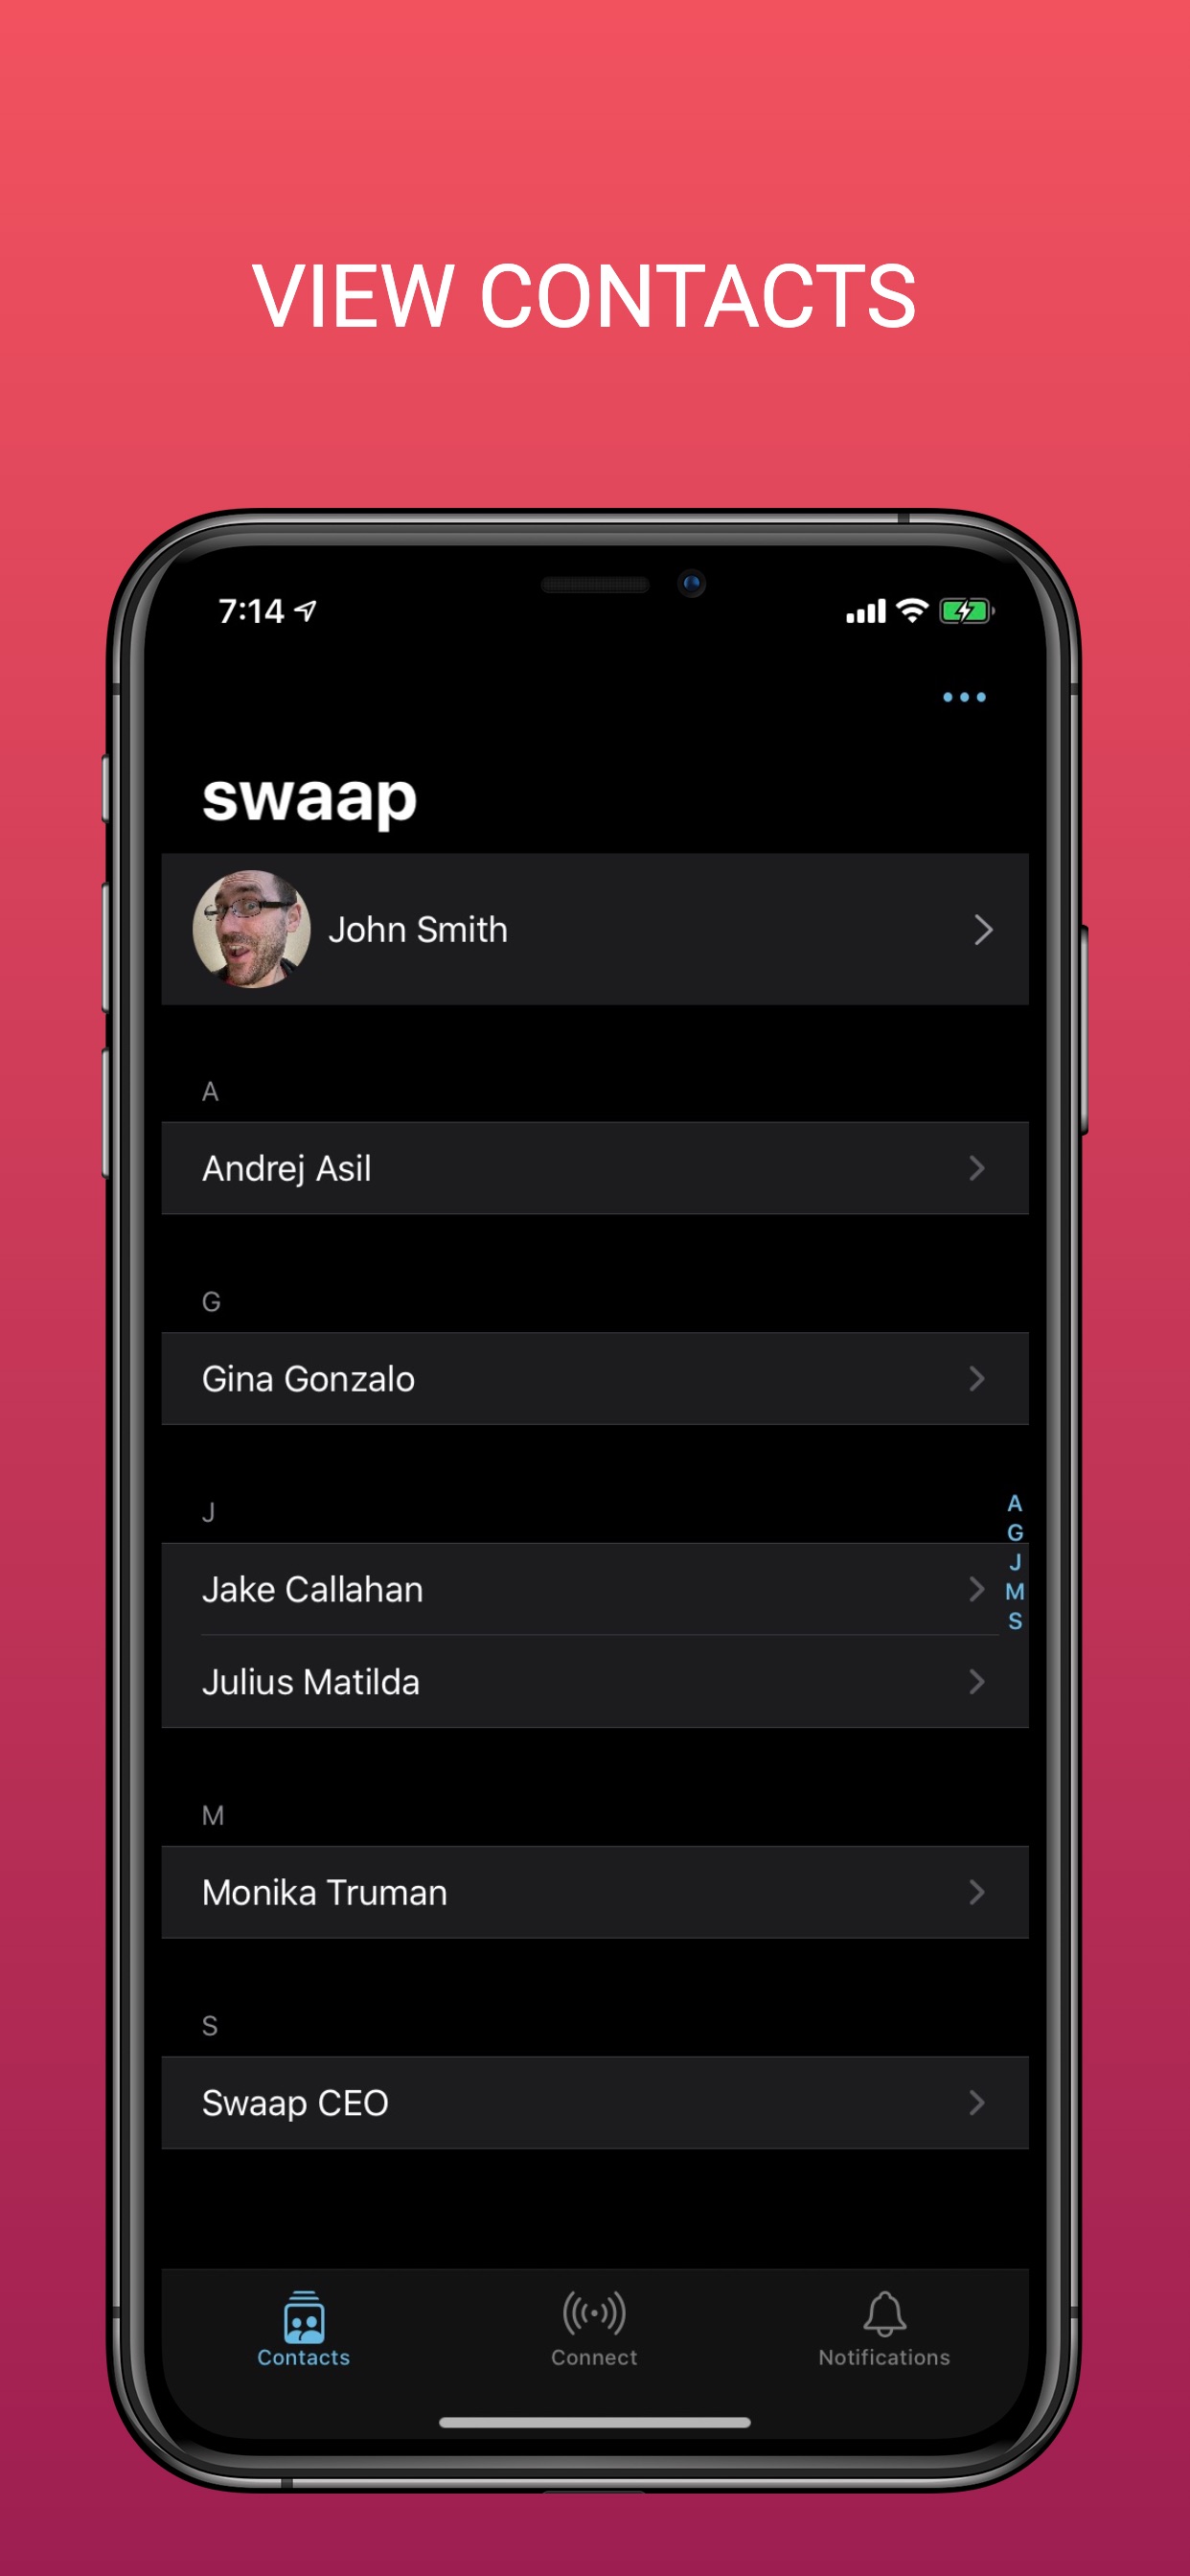 VIEW CONTACTS
7:14
swaap
John Smith
A
Andrej Asil
G
Gina Gonzalo
J
Jake Callahan
Julius Matilda
M
Monika Truman
S
Swaap CEO
A
G
J
M
S
Contacts
Connect
Notifications